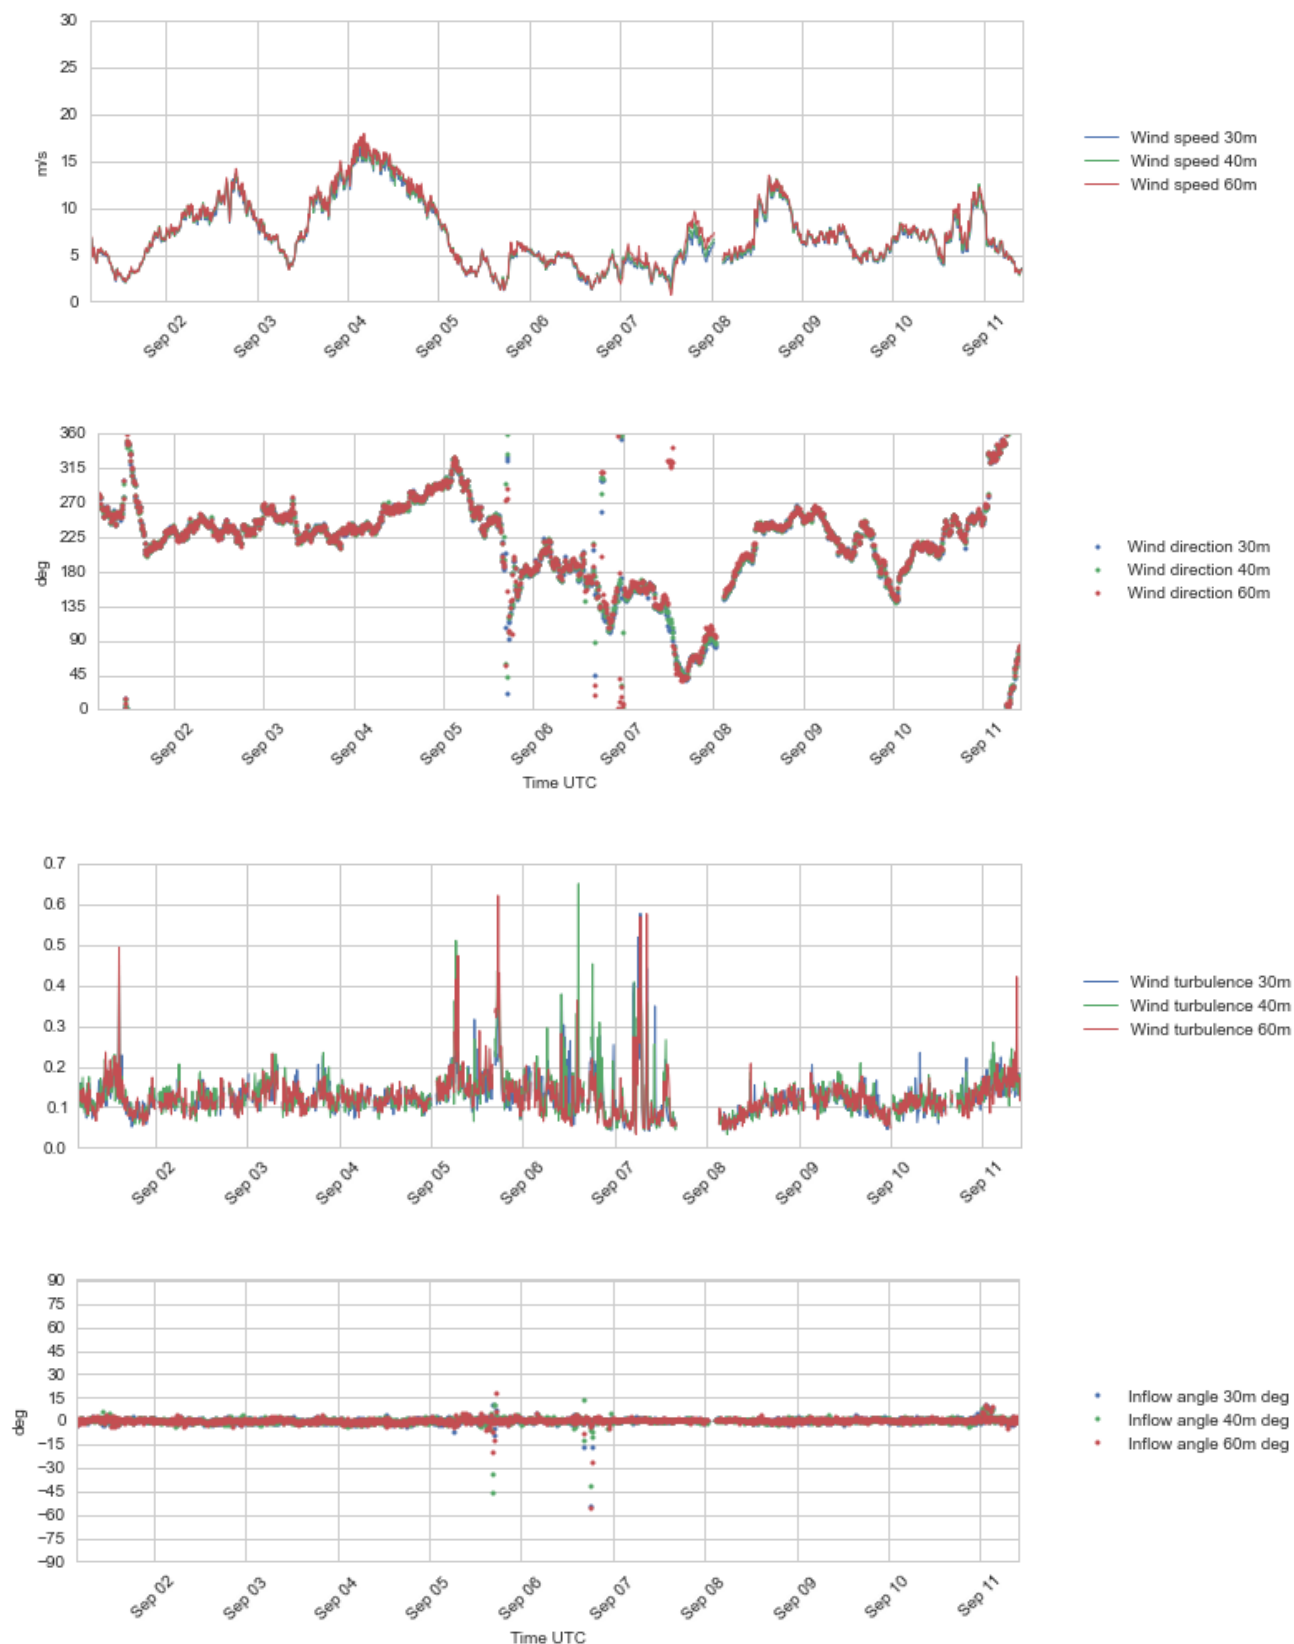 30
25
20
15
10
5
0
m/s
Sep 02
Sep 03
Sep 04
Sep 05
Sep 06
Sep 07
Sep 08
Sep 09
Sep 10
Sep 11
Wind speed 30m
Wind speed 40m
Wind speed 60m
360
315
270
225
180
135
90
45
0
deg
Sep 02
Sep 03
Sep 04
Sep 05
Sep 06
Sep 07
Sep 08
Sep 09
Sep 10
Sep 11
Time UTC
Wind direction 30m
Wind direction 40m
Wind direction 60m
0.7
0.6
0.5
0.4
0.3
0.2
0.1
0.0
Sep 02
Sep 03
Sep 04
Sep 05
Sep 06
Sep 07
Sep 08
Sep 09
Sep 10
Sep 11
Wind turbulence 30m
Wind turbulence 40m
Wind turbulence 60m
90
75
60
45
30
15
0
−15
−30
−45
−60
−75
−90
deg
Sep 02
Sep 03
Sep 04
Sep 05
Sep 06
Sep 07
Sep 08
Sep 09
Sep 10
Sep 11
Time UTC
Inflow angle 30m deg
Inflow angle 40m deg
Inflow angle 60m deg